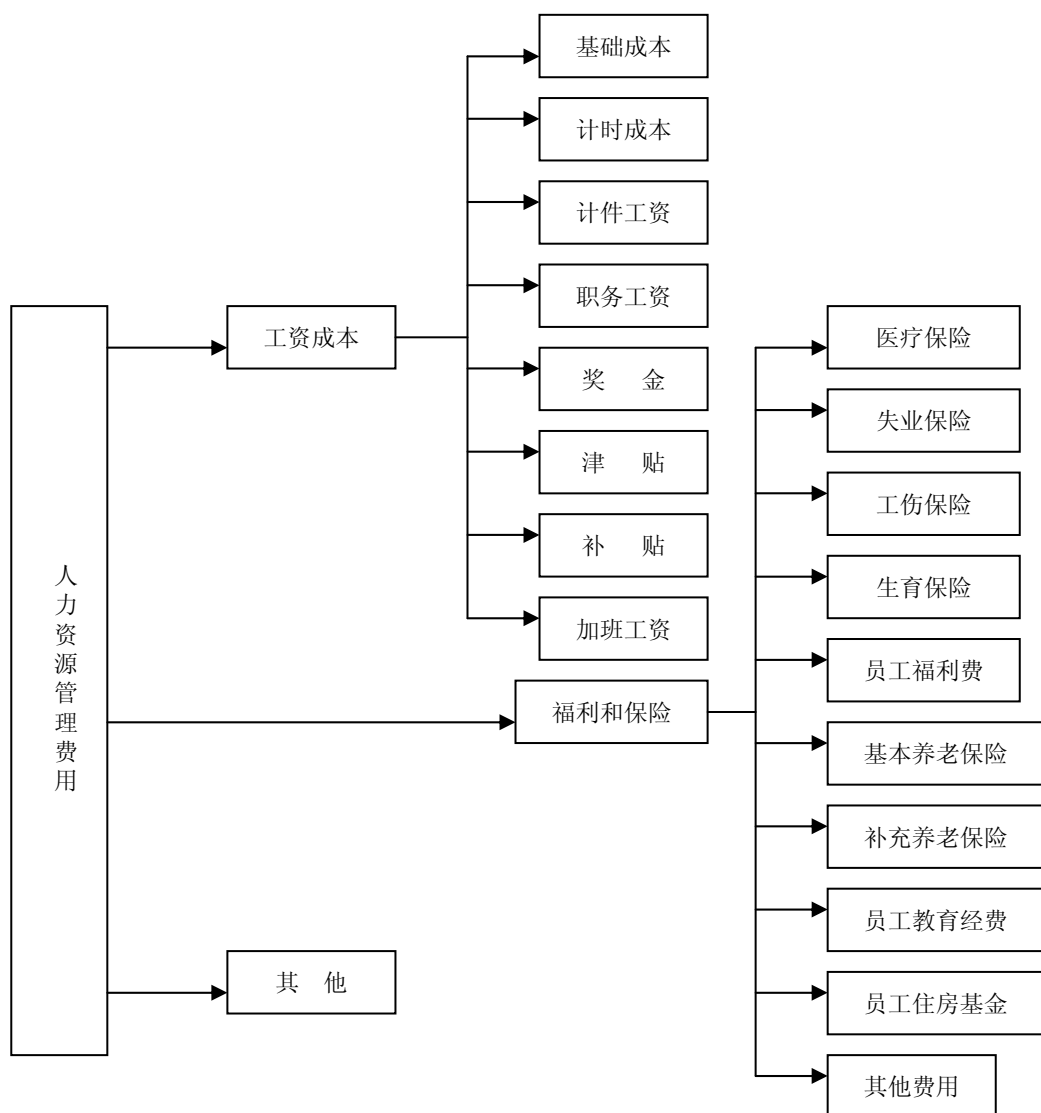 基础成本
计时成本
计件工资
职务工资
工资成本
医疗保险
奖 金
失业保险
津 贴
工伤保险
补 贴
生育保险
人力资源管理费用
加班工资
员工福利费
福利和保险
基本养老保险
补充养老保险
员工教育经费
其 他
员工住房基金
其他费用